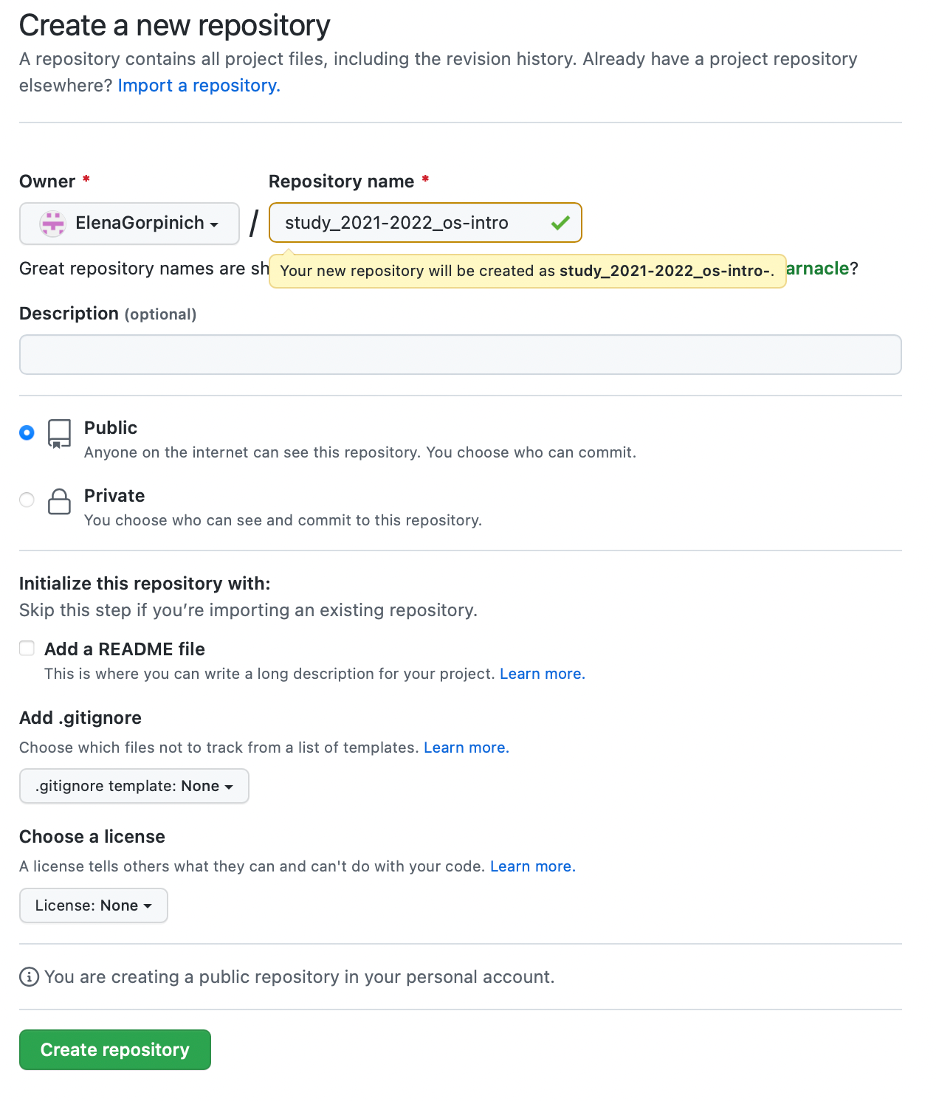 Create a new repository
A repository contains all project files, including the revision history. Already have a project repository
elsewhere? Import a repository.
Owner * Repository name *
ElenaGorpinich / study_2021-2022_os-intro
Great repository names are sh
Your new repository will be created as study_2021-2022_os-intro-.
arnacle?
Description (optional)
Public
Anyone on the internet can see this repository. You choose who can commit.
Private
You choose who can see and commit to this repository.
Initialize this repository with:
Skip this step if you’re importing an existing repository.
Add a README file
This is where you can write a long description for your project. Learn more.
Add .gitignore
Choose which files not to track from a list of templates. Learn more.
.gitignore template: None
Choose a license
A license tells others what they can and can't do with your code. Learn more.
License: None
You are creating a public repository in your personal account.
Create repository